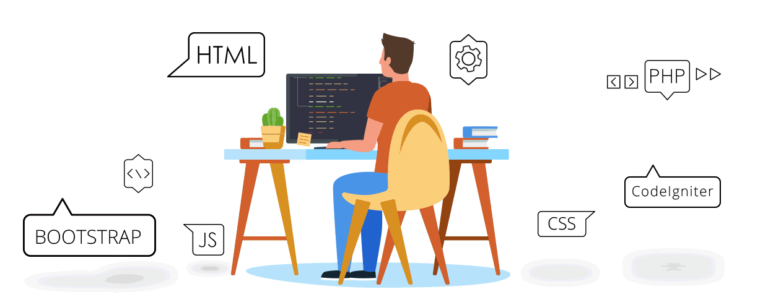 HTML
PHP
CodeIgniter
BOOTSTRAP
JS
CSS